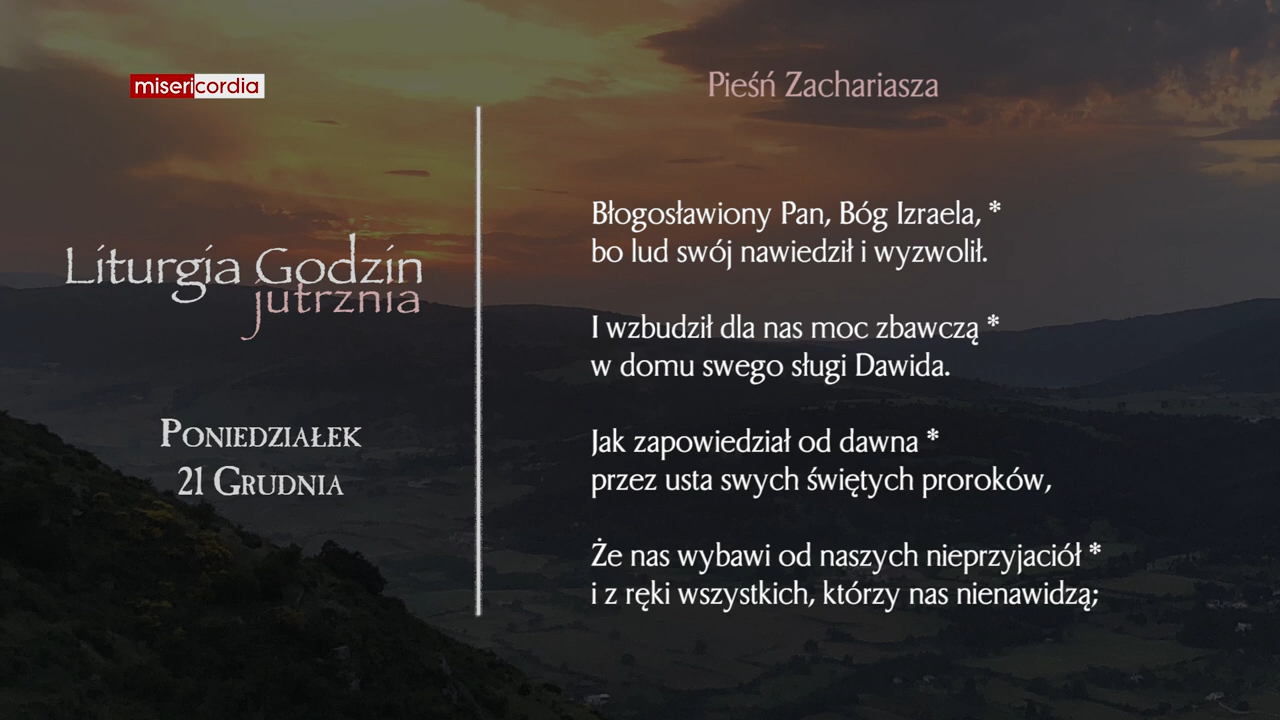 misericordia
Liturgia Godzin
jutrznia
Poniedziałek
21 Grudnia
Pieśń Zachariasza
Błogosławiony Pan, Bóg Izraela, *
bo lud swój nawiedził i wyzwolił.
I wzbudził dla nas moc zbawczą *
w domu swego sługi Dawida.
Jak zapowiedział od dawna *
przez usta swych świętych proroków,
Że nas wybawi od naszych nieprzyjaciół *
i z ręki wszystkich, którzy nas nienawidzą;